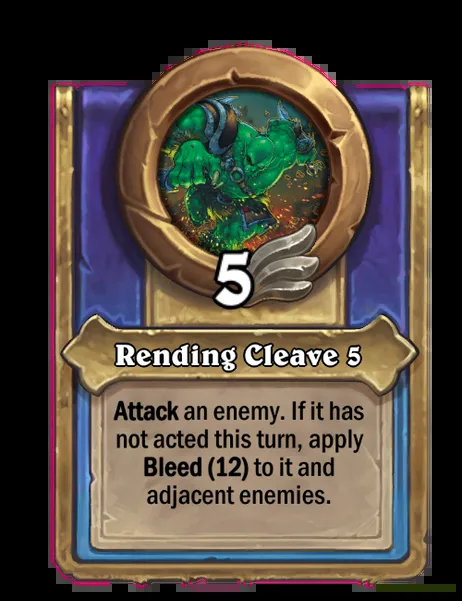 5
Rending Cleave 5
Attack an enemy. If it has
not acted this turn, apply
Bleed (12) to it and
adjacent enemies.